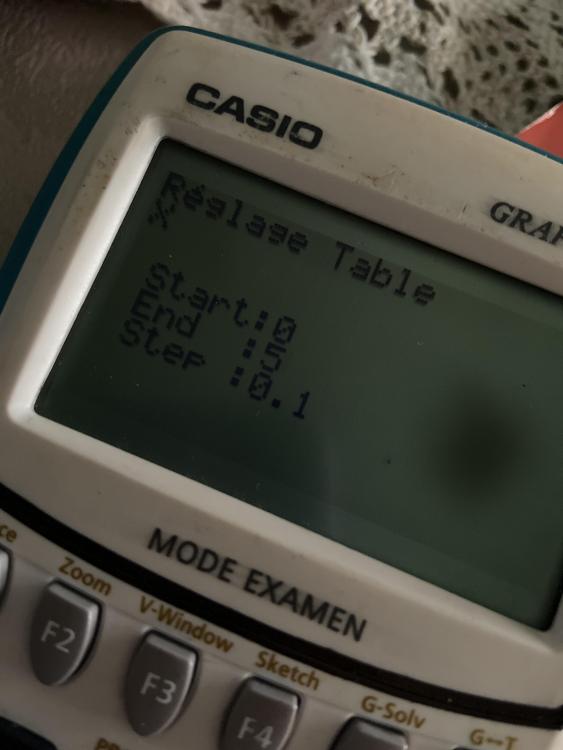 CASIO
GRAP
Réglage Table
X
Start:0
End :5
Step :0.1
MODE EXAMEN
Zoom
V-Window
Sketch
G-Solv
G↔T
F2
F3
F4